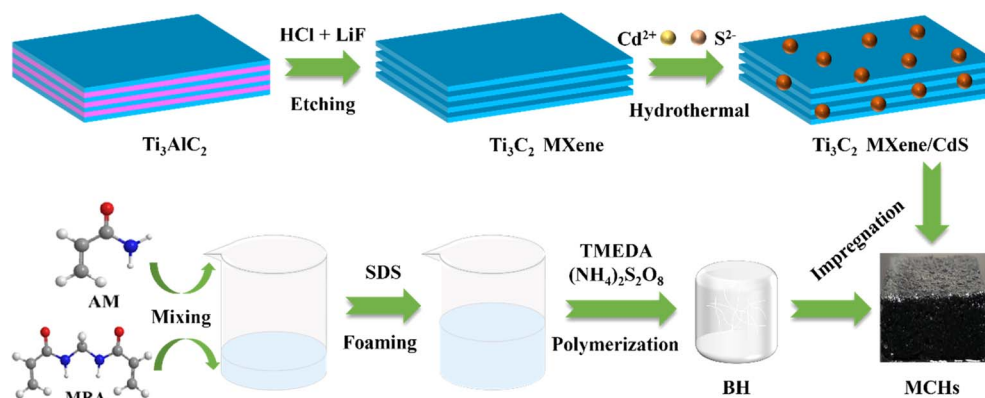 HCl + LiF
Etching
Cd²⁺ S²⁻
Hydrothermal
Ti₃AlC₂
Ti₃C₂ MXene
Ti₃C₂ MXene/CdS
AM
Mixing
MBA
SDS
Foaming
TMEDA
(NH₄)₂S₂O₈
Polymerization
BH
Impregnation
MCHs